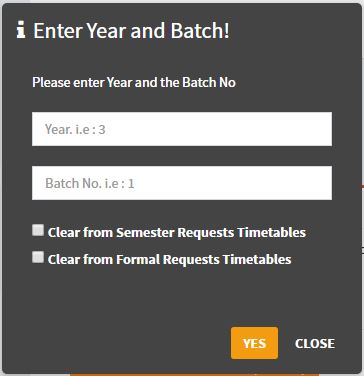 Enter Year and Batch!
Please enter Year and the Batch No
Year. i.e : 3
Batch No. i.e : 1
Clear from Semester Requests Timetables
Clear from Formal Requests Timetables
YES CLOSE